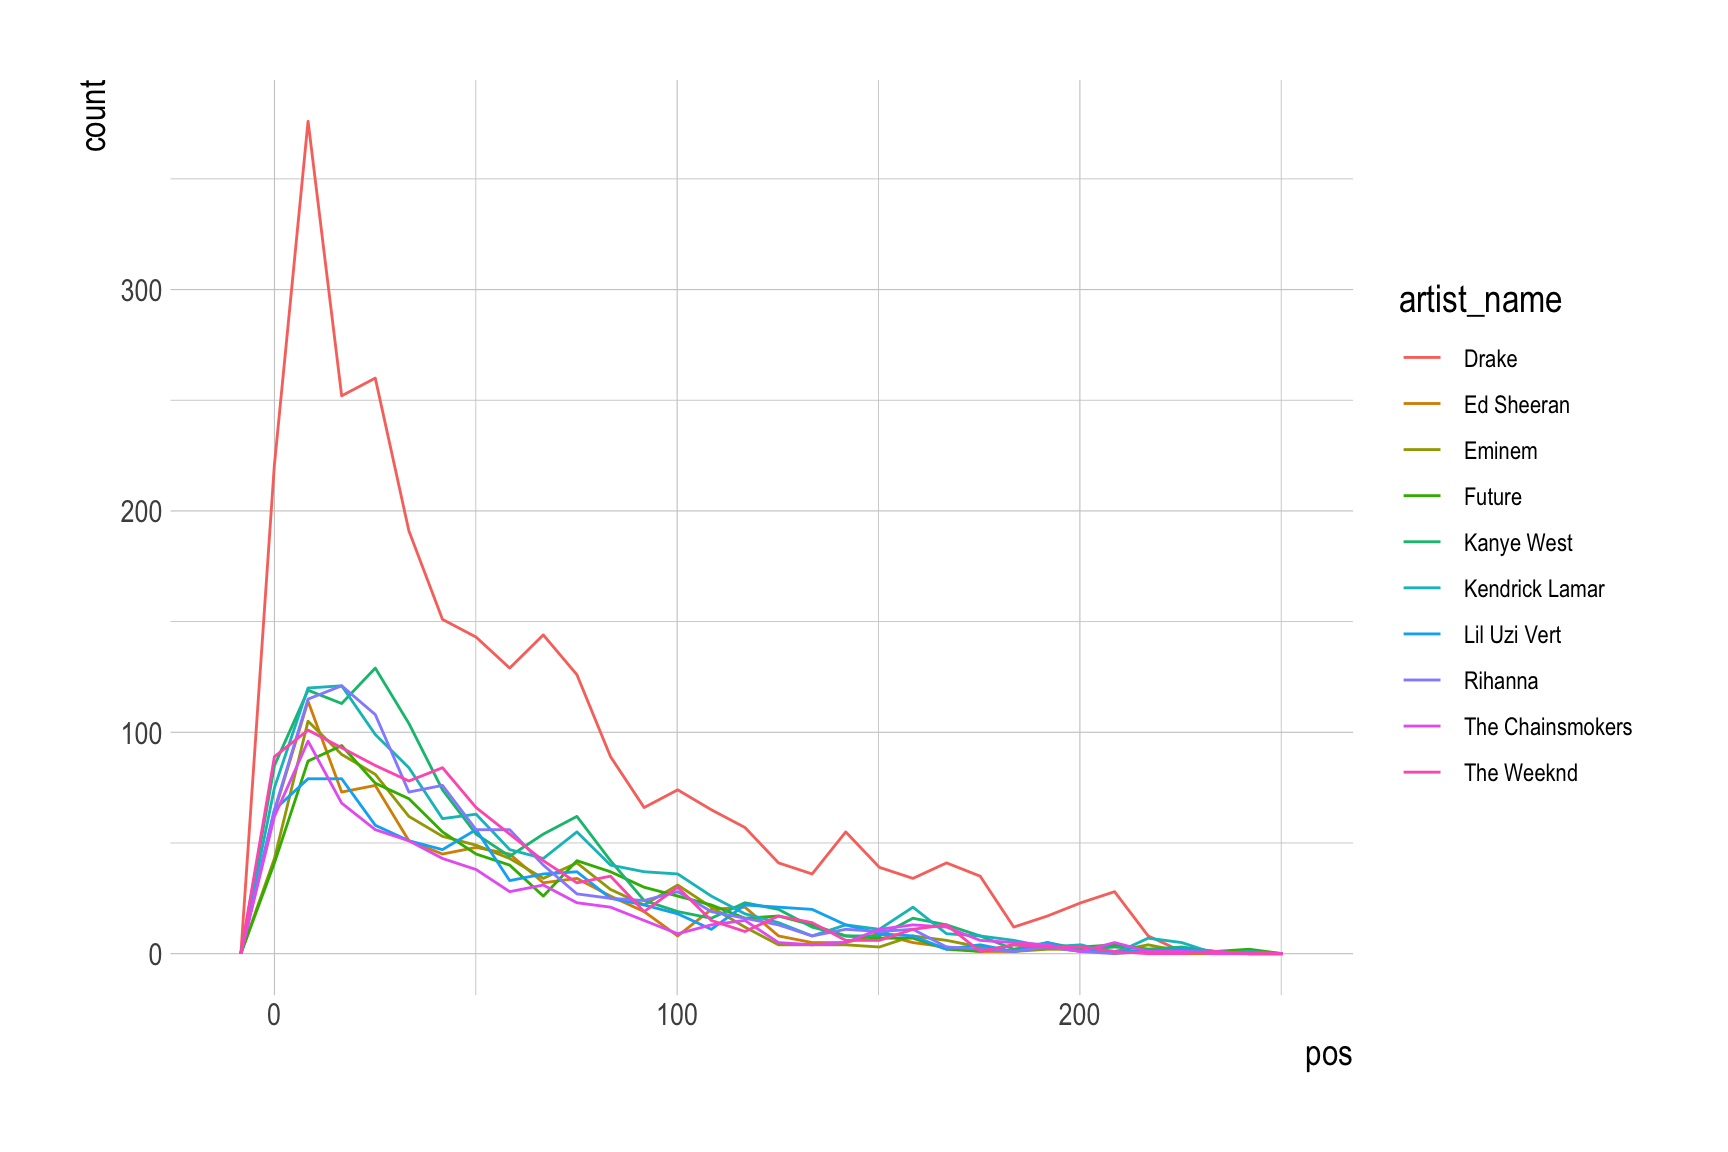 count
300
200
100
0
0
100
200
pos
artist_name
Drake
Ed Sheeran
Eminem
Future
Kanye West
Kendrick Lamar
Lil Uzi Vert
Rihanna
The Chainsmokers
The Weeknd